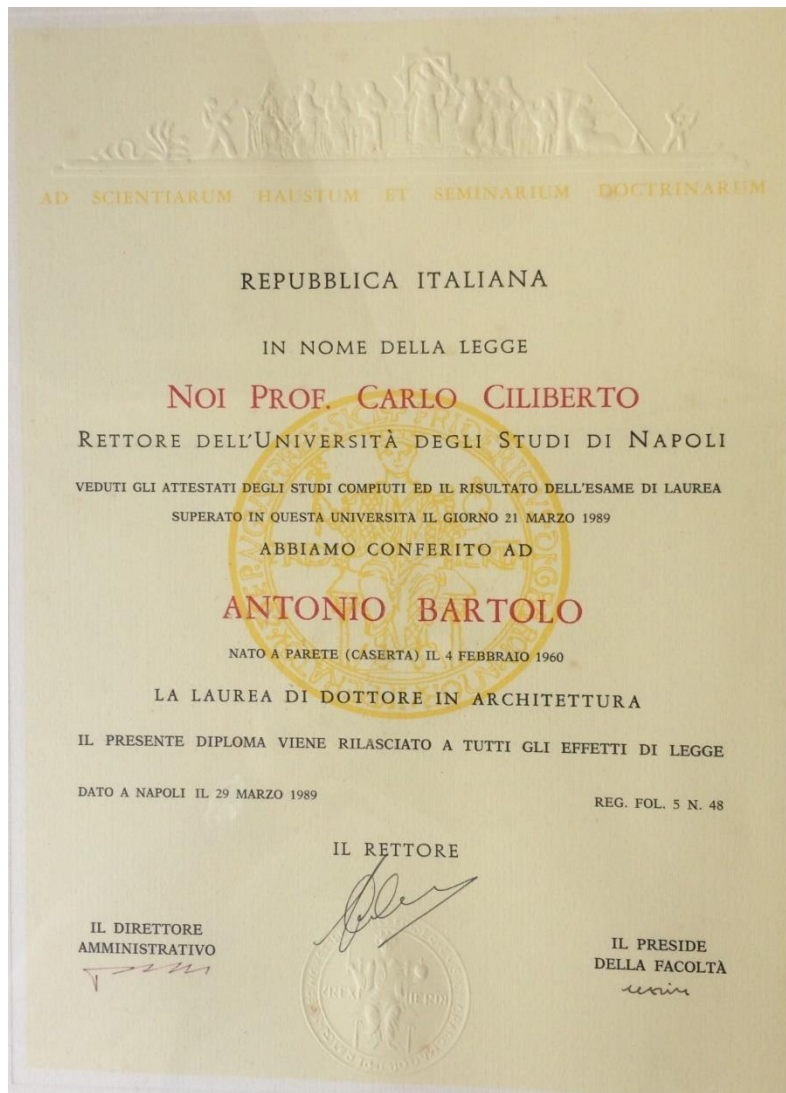 AD SCIENTIARUM HAUSTUM ET SEMINARIUM DOCTRINARUM
REPUBBLICA ITALIANA
IN NOME DELLA LEGGE
NOI PROF. CARLO CILIBERTO
RETTORE DELL'UNIVERSITÀ DEGLI STUDI DI NAPOLI
VEDUTI GLI ATTESTATI DEGLI STUDI COMPIUTI ED IL RISULTATO DELL'ESAME DI LAUREA
SUPERATO IN QUESTA UNIVERSITÀ IL GIORNO 21 MARZO 1989
ABBIAMO CONFERITO AD
ANTONIO BARTOLO
NATO A PARETE (CASERTA) IL 4 FEBBRAIO 1960
LA LAUREA DI DOTTORE IN ARCHITETTURA
IL PRESENTE DIPLOMA VIENE RILASCIATO A TUTTI GLI EFFETTI DI LEGGE
DATO A NAPOLI IL 29 MARZO 1989
REG. FOL. 5 N. 48
IL RETTORE
IL DIRETTORE
AMMINISTRATIVO
IL PRESIDE
DELLA FACOLTÀ